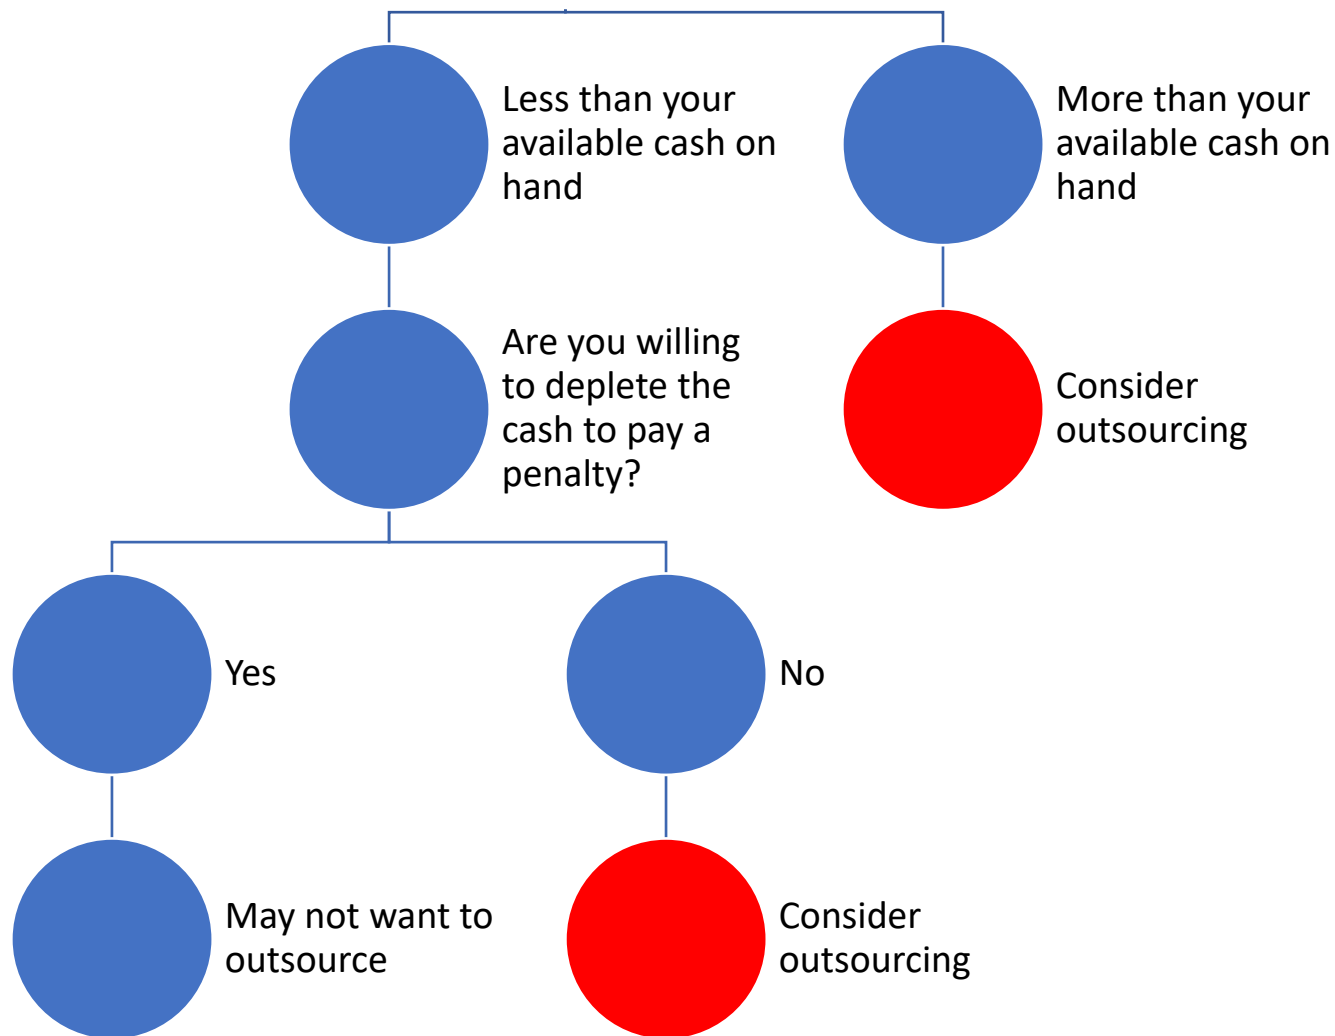 Less than your
available cash on
hand
More than your
available cash on
hand
Are you willing
to deplete the
cash to pay a
penalty?
Consider
outsourcing
Yes
No
May not want to
outsource
Consider
outsourcing